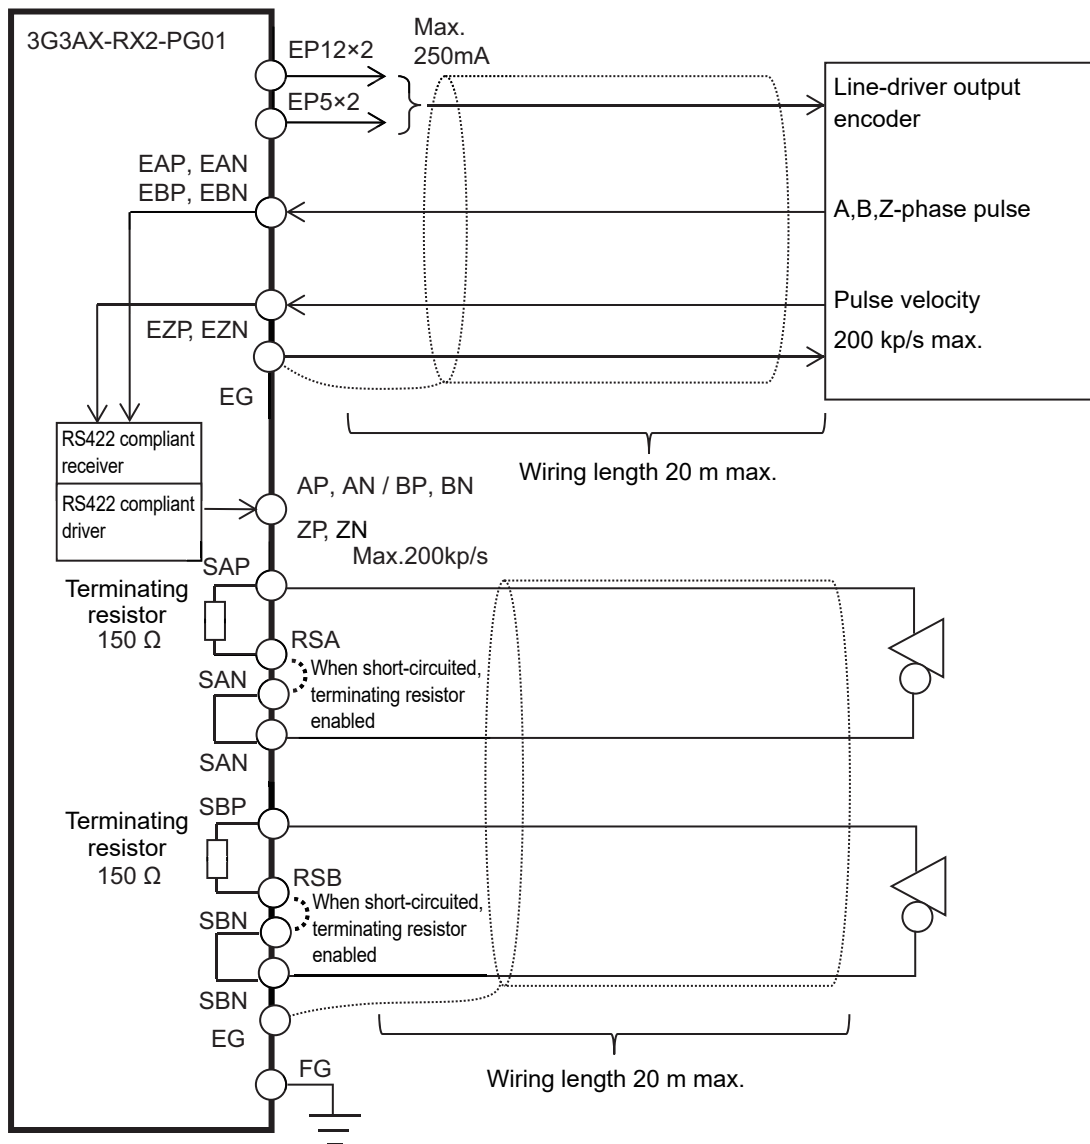 3G3AX-RX2-PG01
EP12×2
Max.
250mA
EP5×2
Line-driver output
encoder
EAP, EAN
EBP, EBN
A,B,Z-phase pulse
EZP, EZN
Pulse velocity
200 kp/s max.
EG
Wiring length 20 m max.
RS422 compliant
receiver
RS422 compliant
driver
AP, AN / BP, BN
ZP, ZN
Max.200kp/s
SAP
Terminating
resistor
150 Ω
RSA
When short-circuited,
terminating resistor
enabled
SAN
SAN
SBP
Terminating
resistor
150 Ω
RSB
When short-circuited,
terminating resistor
enabled
SBN
SBN
EG
FG
Wiring length 20 m max.